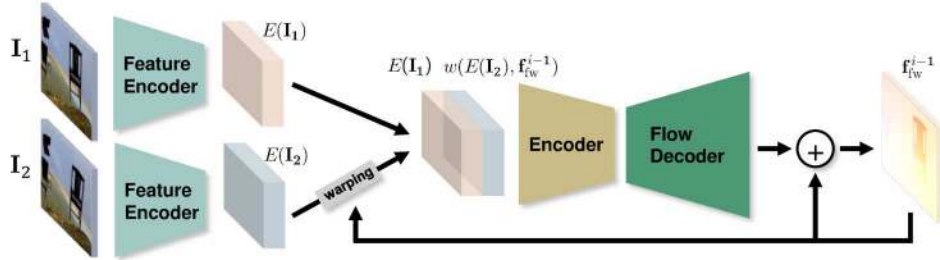 I₁
Feature
Encoder
E(I₁)
I₂
Feature
Encoder
E(I₂)
warping
E(I₁) w(E(I₂), f_fw^{i−1})
Encoder
Flow
Decoder
+
f_fw^{i−1}